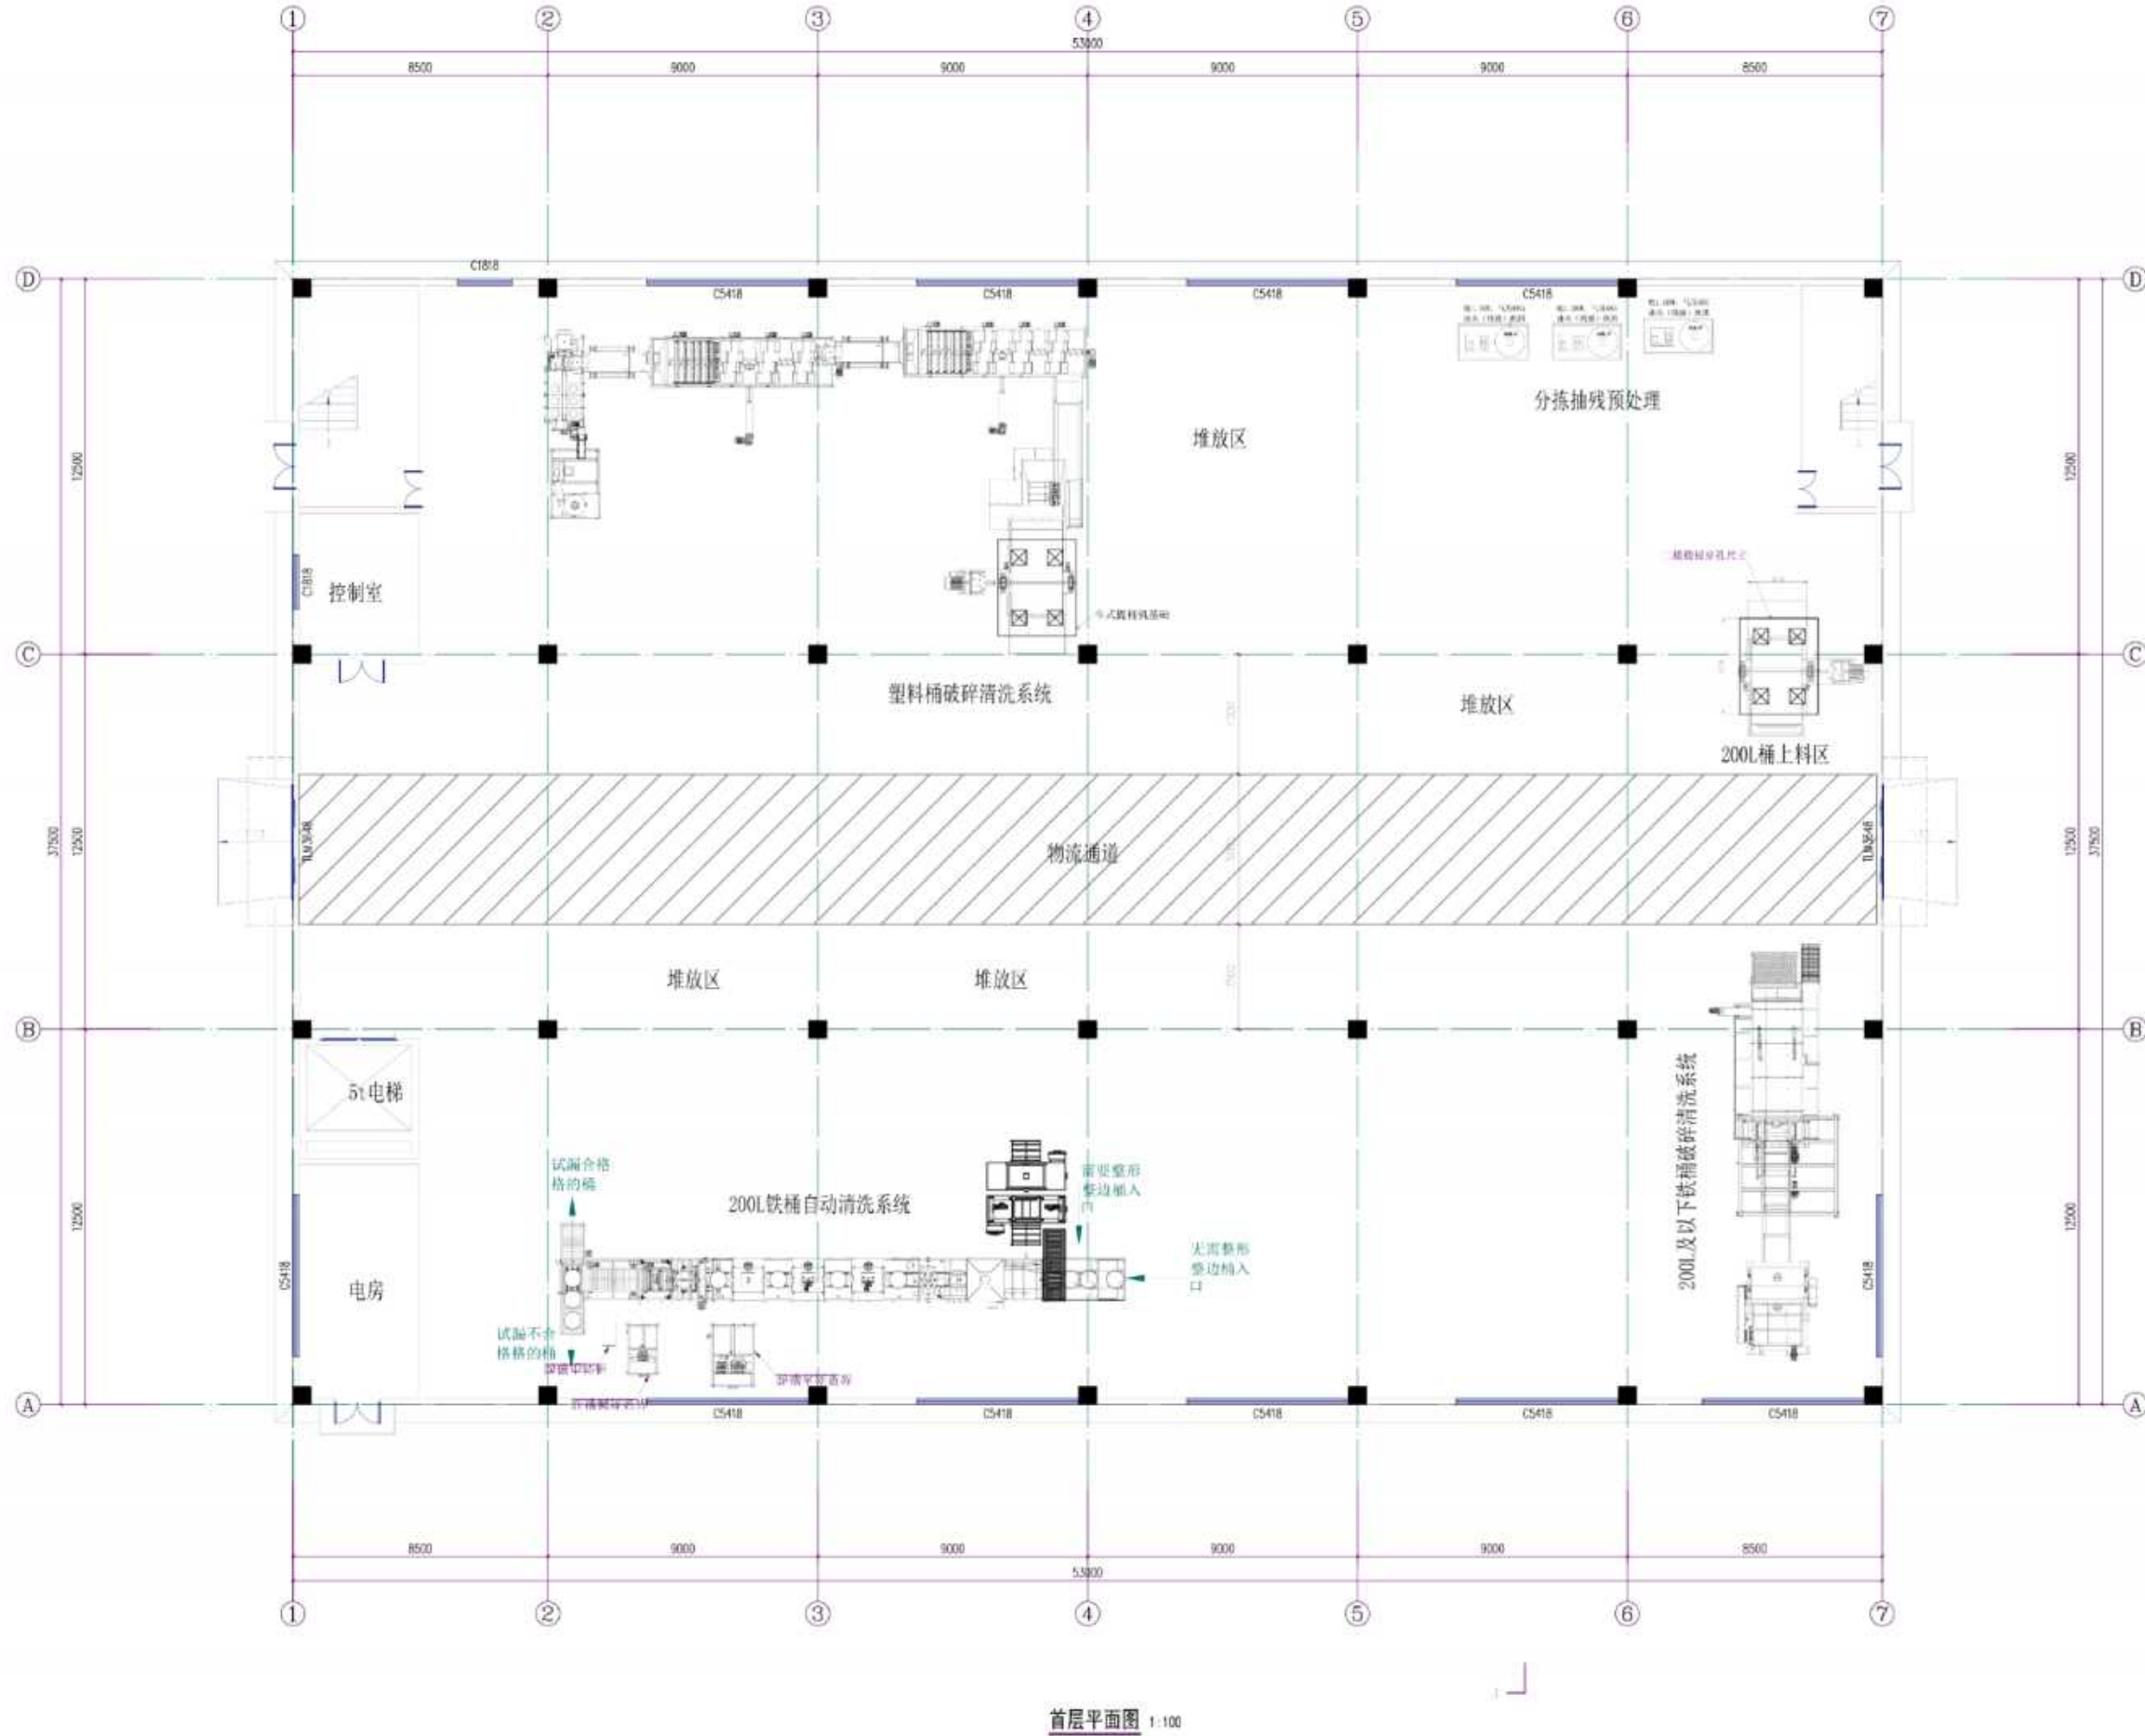 ① ② ③ ④ ⑤ ⑥ ⑦
53000
8500 9000 9000 9000 9000 8500
C1818
D D
C5418 C5418 C5418 C5418
分拣抽残预处理
堆放区
12500 12500
C1818
控制室
C C
塑料桶破碎清洗系统
堆放区
200L桶上料区
37500 12500 12500 37500
TLM3648 TLM3648
物流通道
堆放区 堆放区
B B
5t电梯
200L及以下铁桶破碎清洗系统
试漏合格
格的桶
需要整形
整边桶入
口
200L铁桶自动清洗系统
无需整形
整边桶入
口
12500 12500
C5418 C5418
电房
试漏不合
格格的桶
A A
C5418 C5418 C5418 C5418 C5418
8500 9000 9000 9000 9000 8500
53000
① ② ③ ④ ⑤ ⑥ ⑦
首层平面图 1:100